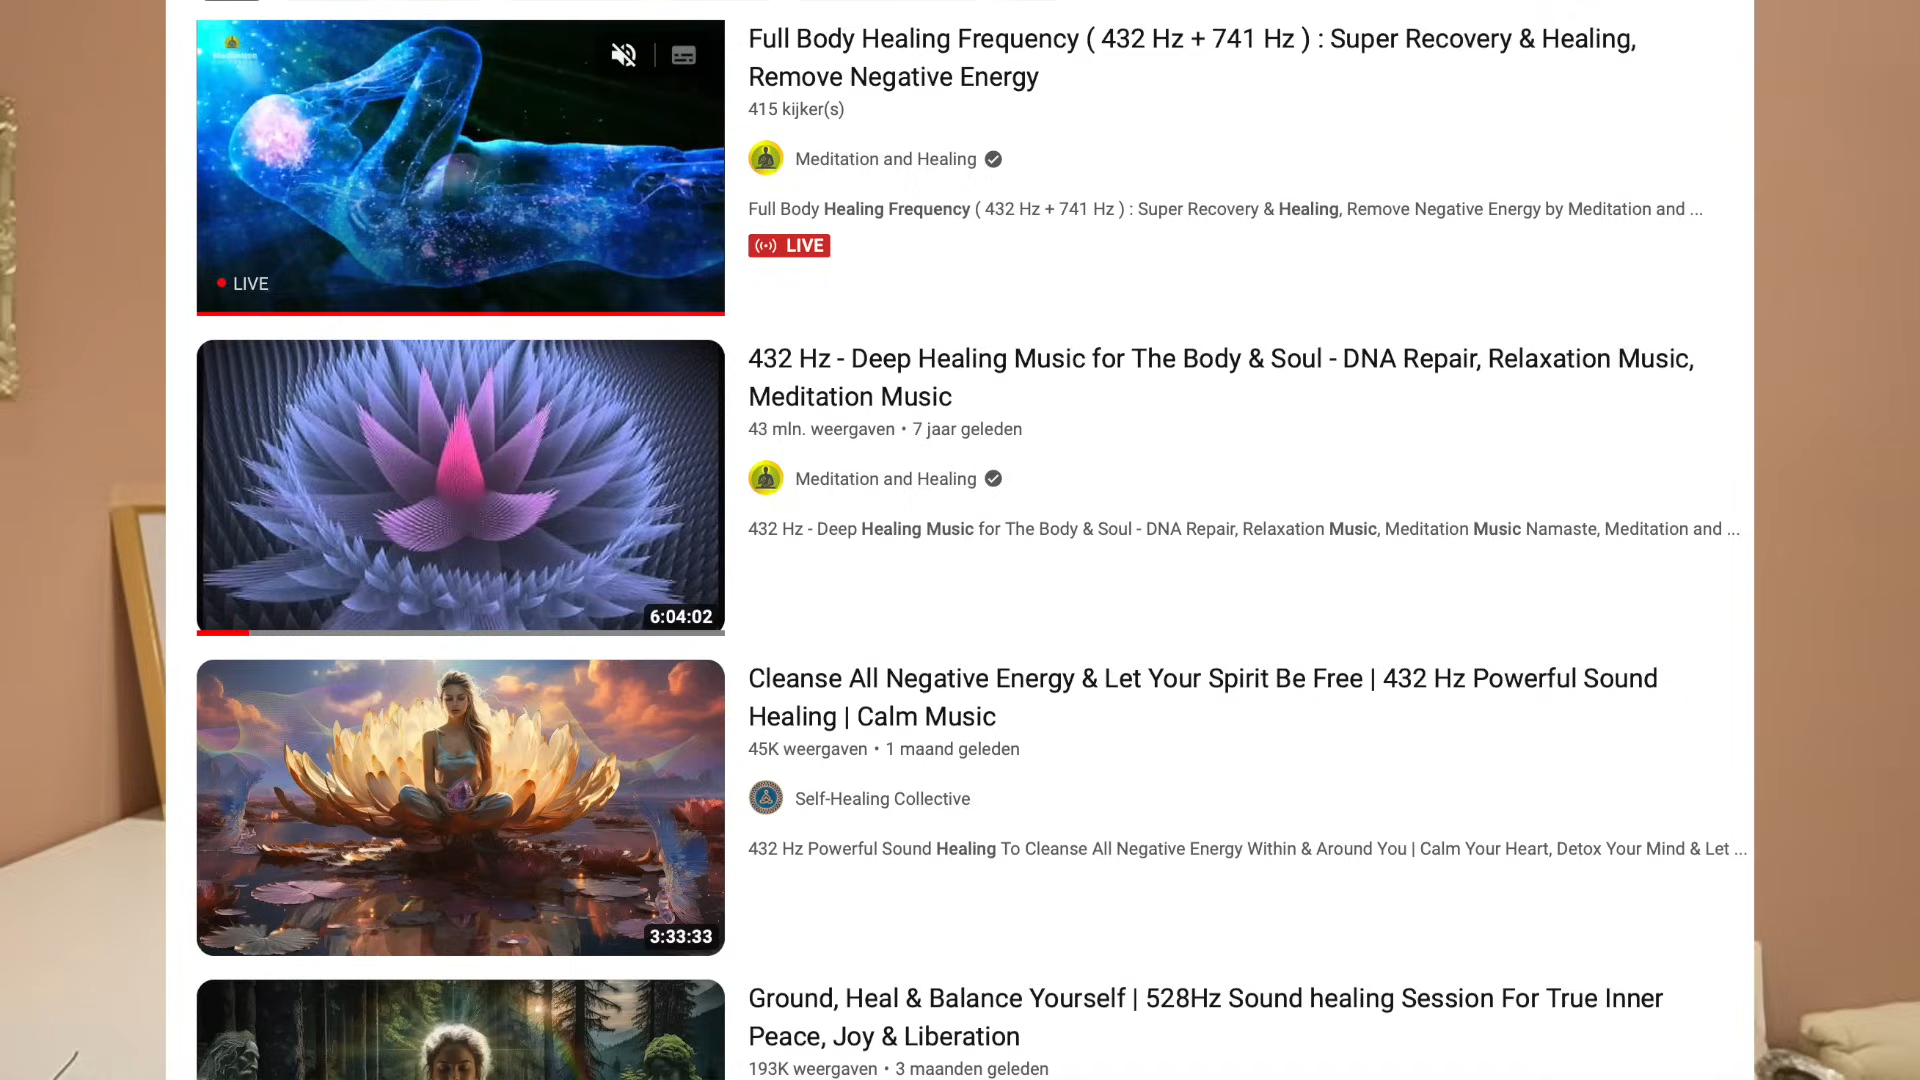 Full Body Healing Frequency ( 432 Hz + 741 Hz ) : Super Recovery & Healing,
Remove Negative Energy
415 kijker(s)
Meditation and Healing
Full Body Healing Frequency ( 432 Hz + 741 Hz ) : Super Recovery & Healing, Remove Negative Energy by Meditation and ...
LIVE
LIVE
432 Hz - Deep Healing Music for The Body & Soul - DNA Repair, Relaxation Music,
Meditation Music
43 mln. weergaven • 7 jaar geleden
Meditation and Healing
432 Hz - Deep Healing Music for The Body & Soul - DNA Repair, Relaxation Music, Meditation Music Namaste, Meditation and ...
6:04:02
Cleanse All Negative Energy & Let Your Spirit Be Free | 432 Hz Powerful Sound
Healing | Calm Music
45K weergaven • 1 maand geleden
Self-Healing Collective
432 Hz Powerful Sound Healing To Cleanse All Negative Energy Within & Around You | Calm Your Heart, Detox Your Mind & Let ...
3:33:33
Ground, Heal & Balance Yourself | 528Hz Sound healing Session For True Inner
Peace, Joy & Liberation
193K weergaven • 3 maanden geleden